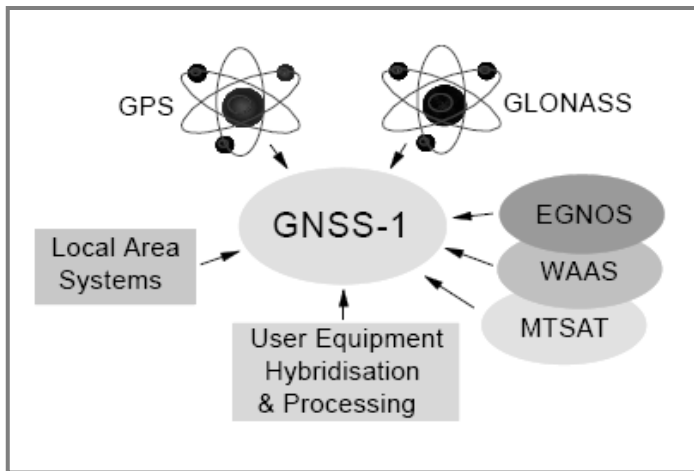 GPS
GLONASS
GNSS-1
EGNOS
WAAS
MTSAT
Local Area
Systems
User Equipment
Hybridisation
& Processing